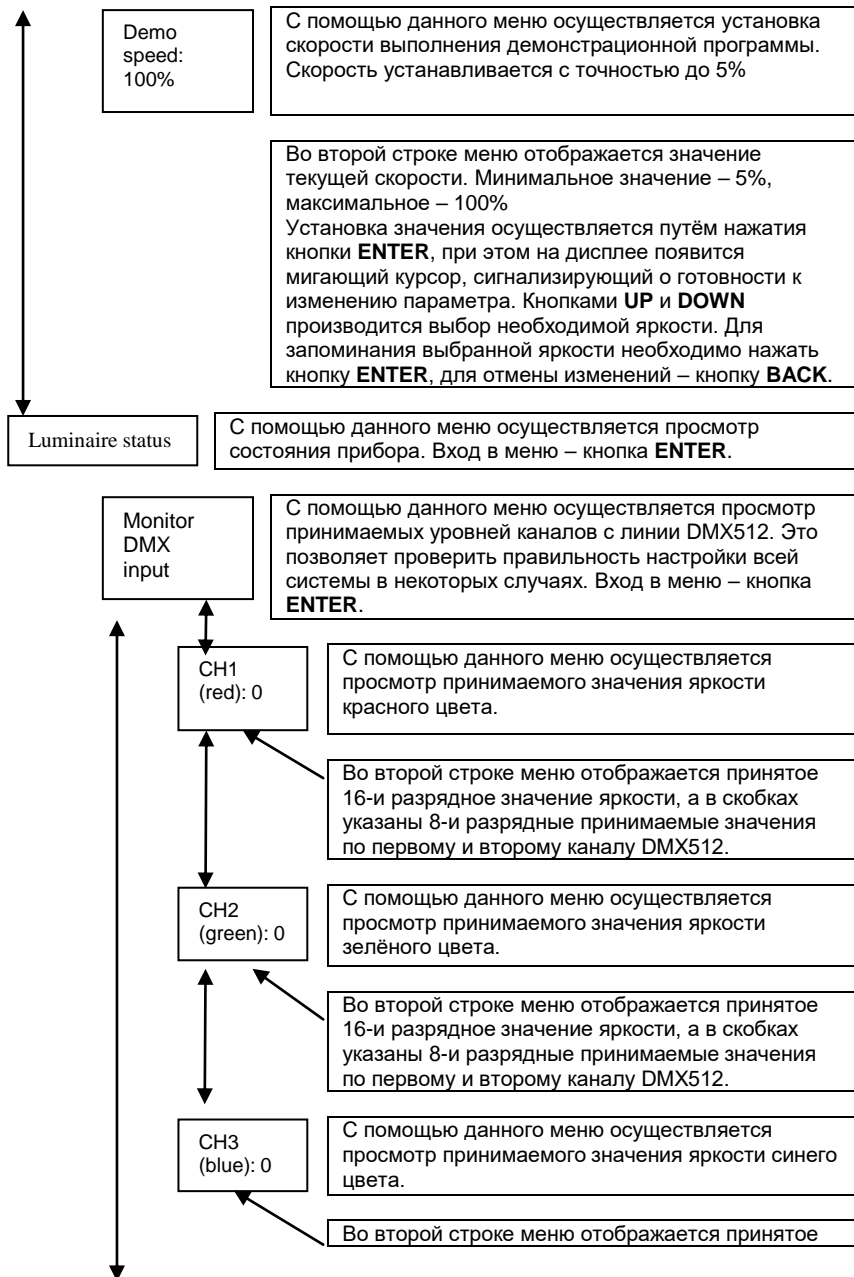 Demo
speed:
100%
С помощью данного меню осуществляется установка
скорости выполнения демонстрационной программы.
Скорость устанавливается с точностью до 5%
Во второй строке меню отображается значение
текущей скорости. Минимальное значение – 5%,
максимальное – 100%
Установка значения осуществляется путём нажатия
кнопки ENTER, при этом на дисплее появится
мигающий курсор, сигнализирующий о готовности к
изменению параметра. Кнопками UP и DOWN
производится выбор необходимой яркости. Для
запоминания выбранной яркости необходимо нажать
кнопку ENTER, для отмены изменений – кнопку BACK.
Luminaire status
С помощью данного меню осуществляется просмотр
состояния прибора. Вход в меню – кнопка ENTER.
Monitor
DMX
input
С помощью данного меню осуществляется просмотр
принимаемых уровней каналов с линии DMX512. Это
позволяет проверить правильность настройки всей
системы в некоторых случаях. Вход в меню – кнопка
ENTER.
CH1
(red): 0
С помощью данного меню осуществляется
просмотр принимаемого значения яркости
красного цвета.
Во второй строке меню отображается принятое
16-и разрядное значение яркости, а в скобках
указаны 8-и разрядные принимаемые значения
по первому и второму каналу DMX512.
CH2
(green): 0
С помощью данного меню осуществляется
просмотр принимаемого значения яркости
зелёного цвета.
Во второй строке меню отображается принятое
16-и разрядное значение яркости, а в скобках
указаны 8-и разрядные принимаемые значения
по первому и второму каналу DMX512.
CH3
(blue): 0
С помощью данного меню осуществляется
просмотр принимаемого значения яркости синего
цвета.
Во второй строке меню отображается принятое